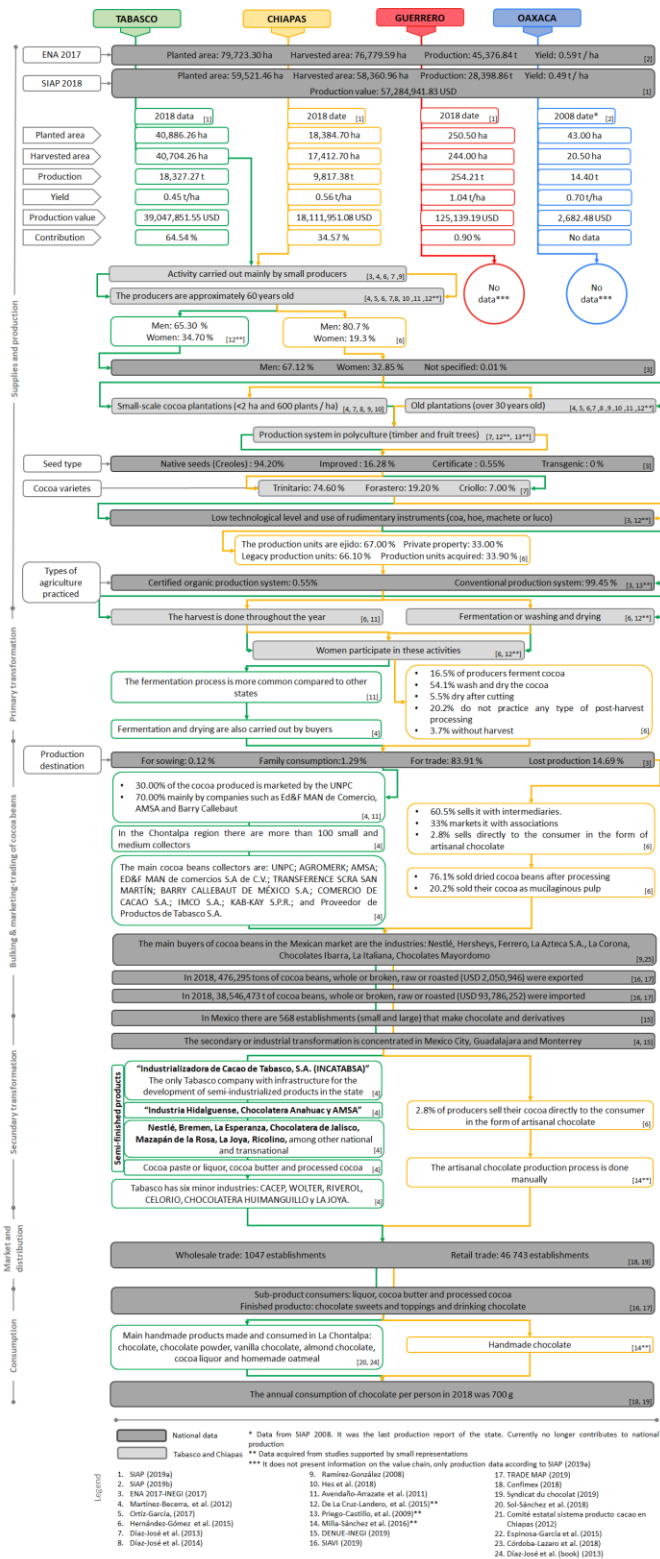 TABASCO
CHIAPAS
GUERRERO
OAXACA
ENA 2017
Planted area: 79,723.30 ha Harvested area: 76,779.59 ha Production: 45,376.84 t Yield: 0.59 t / ha
[2]
SIAP 2018
Planted area: 59,521.46 ha Harvested area: 58,360.96 ha Production: 28,398.86 t Yield: 0.49 t / ha
Production value: 57,284,941.83 USD
[1]
2018 data [1]
2018 date [1]
2018 date [1]
2008 date* [2]
Planted area
40,886.26 ha
18,384.70 ha
250.50 ha
43.00 ha
Harvested area
40,704.26 ha
17,412.70 ha
244.00 ha
20.50 ha
Production
18,327.27 t
9,817.38 t
254.21 t
14.40 t
Yield
0.45 t/ha
0.56 t/ha
1.04 t/ha
0.70 t/ha
Production value
39,047,851.55 USD
18,111,951.08 USD
125,139.19 USD
2,682.48 USD
Contribution
64.54 %
34.57 %
0.90 %
No data
Supplies and production
Activity carried out mainly by small producers
[3, 4, 6, 7 ,9]
No
data***
No
data***
The producers are approximately 60 years old
[4, 5, 6, 7,8, 10 ,11 ,12**]
Men: 65.30 %
Women: 34.70 %
[12**]
Men: 80.7 %
Women: 19.3 %
[6]
Men: 67.12 % Women: 32.85 % Not specified: 0.01 %
[3]
Small-scale cocoa plantations (<2 ha and 600 plants / ha)
[4, 7, 8, 9, 10]
Old plantations (over 30 years old)
[4, 5, 6,7 ,8 ,9 ,10 ,11 ,12**]
Production system in polyculture (timber and fruit trees)
[7, 12**, 13**]
Seed type
Native seeds (Creoles) : 94.20% Improved : 16.28 % Certificate : 0.55% Transgenic : 0 %
[3]
Cocoa varietes
Trinitario: 74.60 % Forastero: 19.20 % Criollo: 7.00 %
[7]
Low technological level and use of rudimentary instruments (coa, hoe, machete or luco)
[3, 12**]
The production units are ejido: 67.00 % Private property: 33.00 %
Legacy production units: 66.10 % Production units acquired: 33.90 %
[6]
Types of
agriculture
practiced
Certified organic production system: 0.55% Conventional production system: 99.45 %
[3, 13**]
Primary transformation
The harvest is done throughout the year
[6, 11]
Fermentation or washing and drying
[6, 12**]
Women participate in these activities
[6, 12**]
The fermentation process is more common compared to other
states
[11]
• 16.5% of producers ferment cocoa
• 54.1% wash and dry the cocoa
• 5.5% dry after cutting
• 20.2% do not practice any type of post-harvest
processing
• 3.7% without harvest
[6]
Fermentation and drying are also carried out by buyers
[4]
Bulking & marketing-trading of cocoa beans
Production
destination
For sowing: 0.12 % Family consumption:1.29 % For trade: 83.91 % Lost production 14.69 %
[3]
• 30.00% of the cocoa produced is marketed by the UNPC
• 70.00% mainly by companies such as Ed&F MAN de Comercio,
AMSA and Barry Callebaut
[4, 11]
• 60.5% sells it with intermediaries.
• 33% markets it with associations
• 2.8% sells directly to the consumer in the form of
artisanal chocolate
[6]
In the Chontalpa region there are more than 100 small and
medium collectors
[4]
The main cocoa beans collectors are: UNPC; AGROMERK; AMSA;
ED&F MAN de comercios S.A de C.V.; TRANSFERENCE SCRA SAN
MARTÍN; BARRY CALLEBAUT DE MÉXICO S.A.; COMERCIO DE
CACAO S.A.; IMCO S.A.; KAB-KAY S.P.R.; and Proveedor de
Productos de Tabasco S.A.
[4]
• 76.1% sold dried cocoa beans after processing
• 20.2% sold their cocoa as mucilaginous pulp
[6]
The main buyers of cocoa beans in the Mexican market are the industries: Nestlé, Hersheys, Ferrero, La Azteca S.A., La Corona,
Chocolates Ibarra, La Italiana, Chocolates Mayordomo
[9,25]
In 2018, 476,295 tons of cocoa beans, whole or broken, raw or roasted (USD 2,050,946) were exported
[16, 17]
In 2018, 38,546,473 t of cocoa beans, whole or broken, raw or roasted (USD 93,786,252) were imported
[16, 17]
In Mexico there are 568 establishments (small and large) that make chocolate and derivatives
[15]
Secondary transformation
The secondary or industrial transformation is concentrated in Mexico City, Guadalajara and Monterrey
[4, 15]
Semi-finished products
"Industrializadora de Cacao de Tabasco, S.A. (INCATABSA)"
The only Tabasco company with infrastructure for the
development of semi-industrialized products in the state
[4]
"Industria Hidalguense, Chocolatera Anahuac y AMSA"
[4]
Nestlé, Bremen, La Esperanza, Chocolatera de Jalisco,
Mazapán de la Rosa, La Joya, Ricolino, among other national
and transnational
[4]
Cocoa paste or liquor, cocoa butter and processed cocoa
[4]
Tabasco has six minor industries: CACEP, WOLTER, RIVEROL,
CELORIO, CHOCOLATERA HUIMANGUILLO y LA JOYA.
[4]
2.8% of producers sell their cocoa directly to the consumer
in the form of artisanal chocolate
[6]
The artisanal chocolate production process is done
manually
[14**]
Market and
distribution
Wholesale trade: 1047 establishments Retail trade: 46 743 establishments
[18, 19]
Consumption
Sub-product consumers: liquor, cocoa butter and processed cocoa
Finished producto: chocolate sweets and toppings and drinking chocolate
[16, 17]
Main handmade products made and consumed in La Chontalpa:
chocolate, chocolate powder, vanilla chocolate, almond chocolate,
cocoa liquor and homemade oatmeal
[20, 24]
Handmade chocolate
[14**]
The annual consumption of chocolate per person in 2018 was 700 g
[18, 19]
Legend
National data
Tabasco and Chiapas
* Data from SIAP 2008. It was the last production report of the state. Currently no longer contributes to national
production
** Data acquired from studies supported by small representations
*** It does not present information on the value chain, only production data according to SIAP (2019a)
1. SIAP (2019a)
2. SIAP (2019b)
3. ENA 2017-INEGI (2017)
4. Martínez-Becerra, et al. (2012)
5. Ortíz-García, (2017)
6. Hernández-Gómez et al. (2015)
7. Díaz-José et al. (2013)
8. Díaz-José et al. (2014)
9. Ramírez-González (2008)
10. Hes et al. (2018)
11. Avendaño-Arrazate et al. (2011)
12. De La Cruz-Landero, et al. (2015)**
13. Priego-Castillo, et al. (2009)**
14. Milla-Sánchez et al. (2016)**
15. DENUE-INEGI (2019)
16. SIAVI (2019)
17. TRADE MAP (2019)
18. Confimex (2018)
19. Syndicat du chocolat (2019)
20. Sol-Sánchez et al. (2018)
21. Comité estatal sistema producto cacao en
Chiapas (2012)
22. Espinosa-García et al. (2015)
23. Córdoba-Lazaro et al. (2018)
24. Díaz-José et al. (book) (2013)